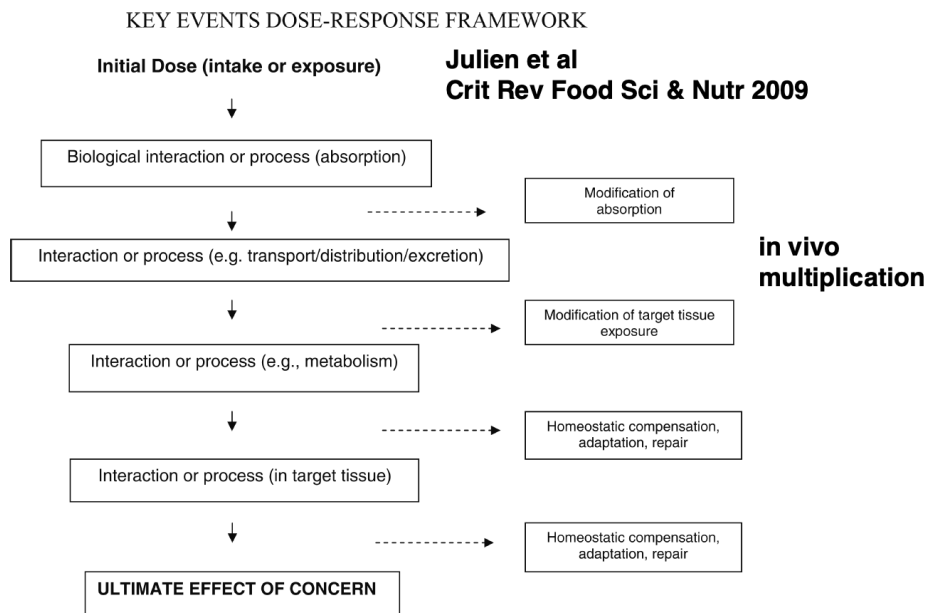 KEY EVENTS DOSE-RESPONSE FRAMEWORK
Initial Dose (intake or exposure)
Julien et al
Crit Rev Food Sci & Nutr 2009
Biological interaction or process (absorption)
Modification of
absorption
Interaction or process (e.g. transport/distribution/excretion)
in vivo
multiplication
Modification of target tissue
exposure
Interaction or process (e.g., metabolism)
Homeostatic compensation,
adaptation, repair
Interaction or process (in target tissue)
Homeostatic compensation,
adaptation, repair
ULTIMATE EFFECT OF CONCERN